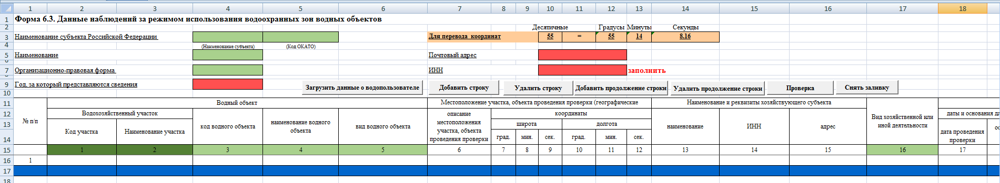 1 2 3 4 5 6 7 8 9 10 11 12 13 14 15 16 17 18
1 Форма 6.3. Данные наблюдений за режимом использования водоохранных зон водных объектов
2 Десятичные Градусы Минуты Секунды
3 Наименование субъекта Российской Федерации Для перевода координат 55 = 55 14 8.16
4 (Наименование субъекта) (Код ОКАТО)
5 Наименование Почтовый адрес
6
7 Организационно-правовая форма ИНН заполнить
8
9 Год, за который представляются сведения Загрузить данные о водопользователе Добавить строку Удалить строку Добавить продолжение строки Удалить продолжение строки Проверка Снять заливку
10
11 Водный объект Местоположение участка, объекта проведения проверки (географические Наименование и реквизиты хозяйствующего субъекта
№ п/п
12 Водохозяйственный участок
Код участка
Наименование участка
код водного объекта
наименование водного
объекта
вид водного объекта
описание
местоположения
участка, объекта
проведения проверки
координаты
13 широта долгота
14 град. мин. сек. град. мин. сек.
наименование
ИНН
адрес
Вид хозяйственной или
иной деятельности
даты и основания дл
дата проведения
проверки
ос
15 1 2 3 4 5 6 7 8 9 10 11 12 13 14 15 16 17
16 1
17
18